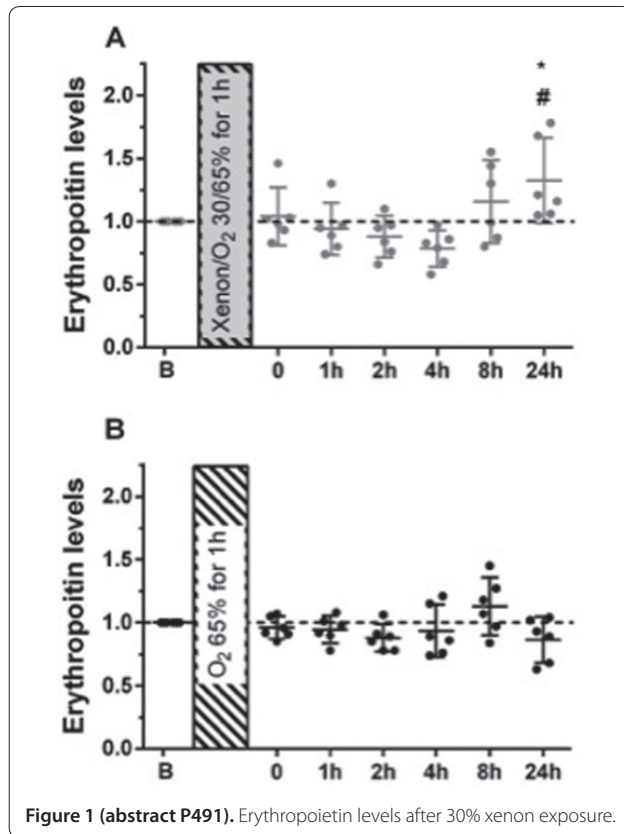 A
* 
#
Erythropoitin levels
2.0
1.5
1.0
0.5
0.0
Xenon/O₂ 30/65% for 1h
B 0 1h 2h 4h 8h 24h
B
Erythropoitin levels
2.0
1.5
1.0
0.5
0.0
O₂ 65% for 1h
B 0 1h 2h 4h 8h 24h
Figure 1 (abstract P491). Erythropoietin levels after 30% xenon exposure.